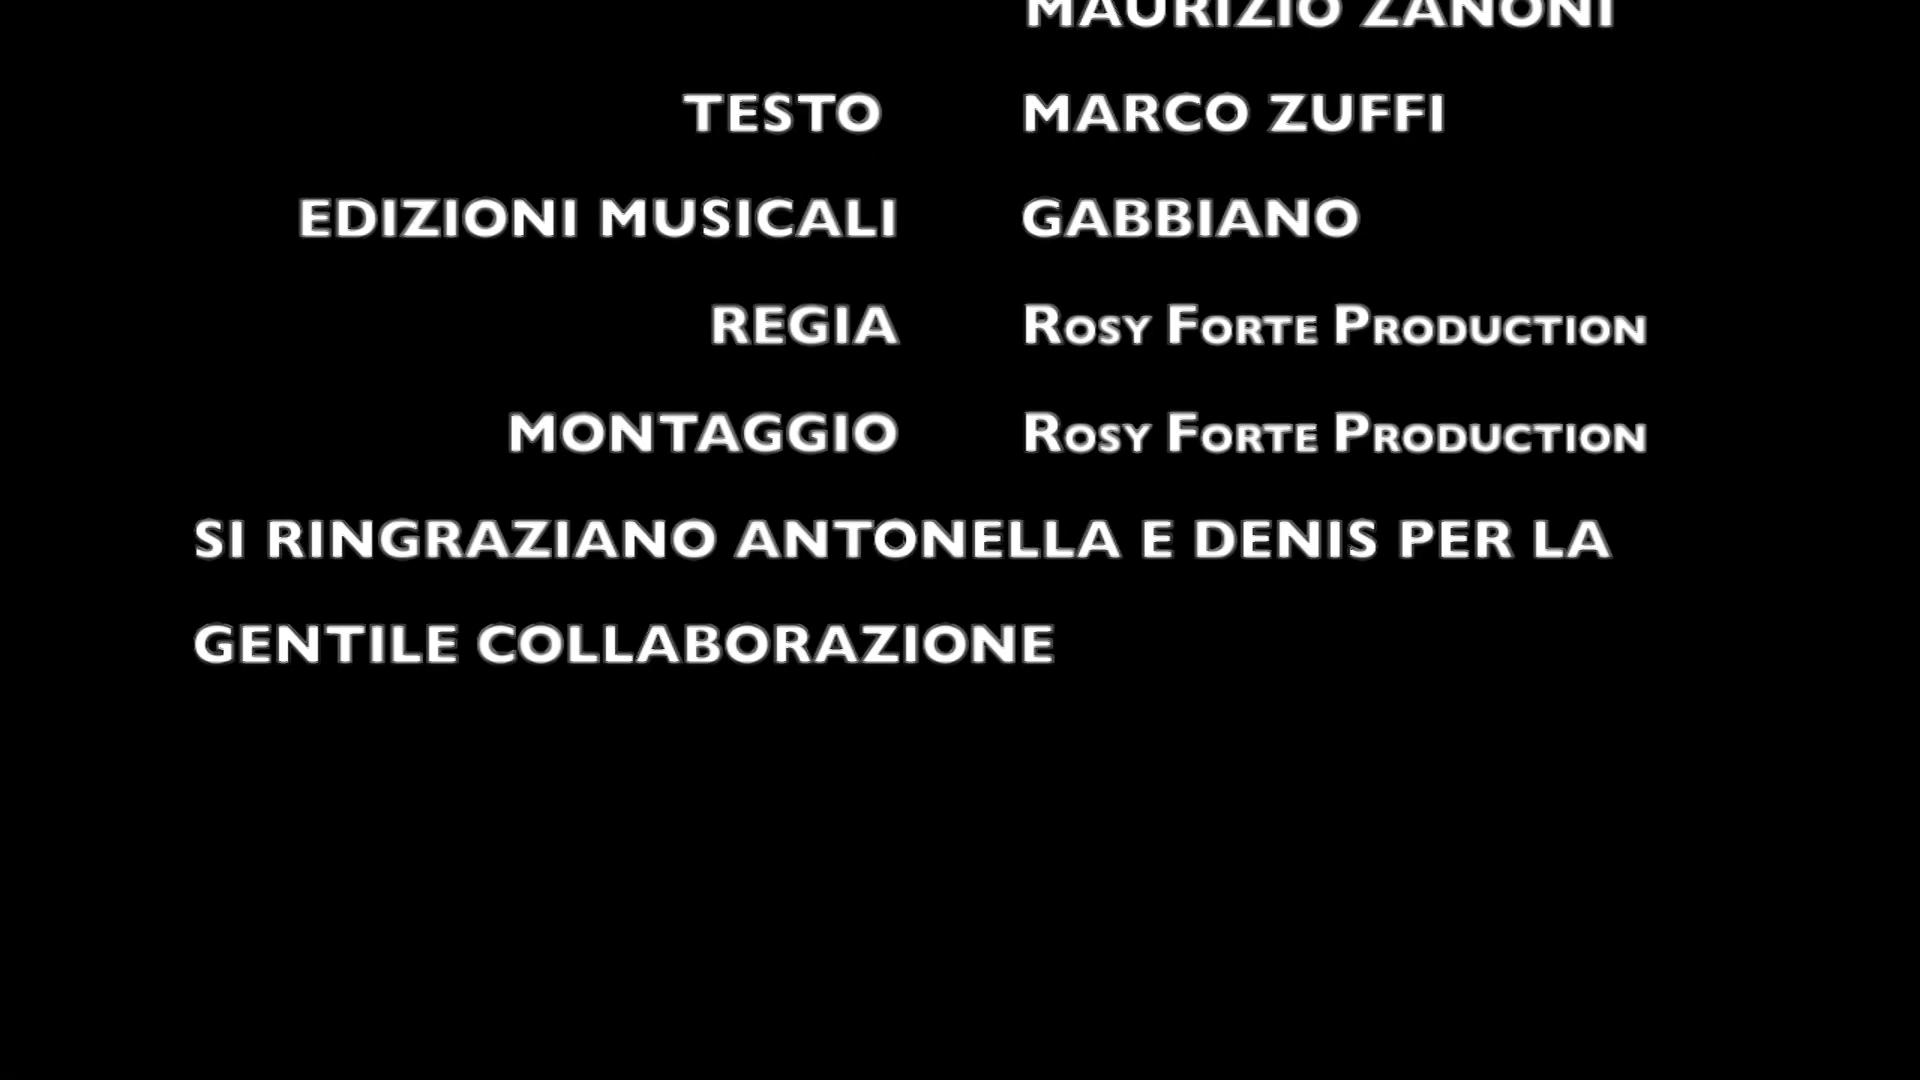 MAURIZIO ZANONI
TESTO MARCO ZUFFI
EDIZIONI MUSICALI GABBIANO
REGIA ROSY FORTE PRODUCTION
MONTAGGIO ROSY FORTE PRODUCTION
SI RINGRAZIANO ANTONELLA E DENIS PER LA
GENTILE COLLABORAZIONE